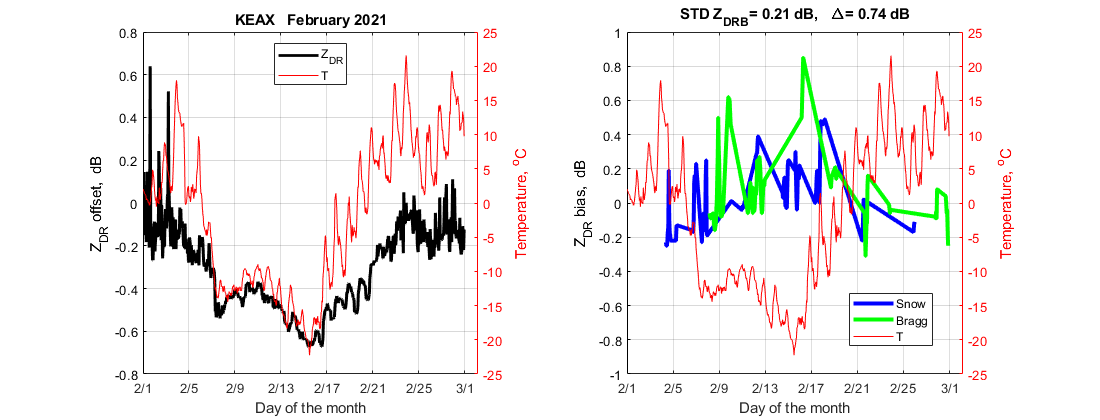 KEAX   February 2021
0.8
0.6
0.4
0.2
0
-0.2
-0.4
-0.6
-0.8
Z_DR offset,  dB
Z_DR
T
25
20
15
10
5
0
-5
-10
-15
-20
-25
Temperature, °C
2/1 2/5 2/9 2/13 2/17 2/21 2/25 3/1
Day of the month
STD Z_DRB = 0.21 dB,   Δ = 0.74 dB
1
0.8
0.6
0.4
0.2
0
-0.2
-0.4
-0.6
-0.8
-1
Z_DR bias,  dB
Snow
Bragg
T
25
20
15
10
5
0
-5
-10
-15
-20
-25
Temperature, °C
2/1 2/5 2/9 2/13 2/17 2/21 2/25 3/1
Day of the month